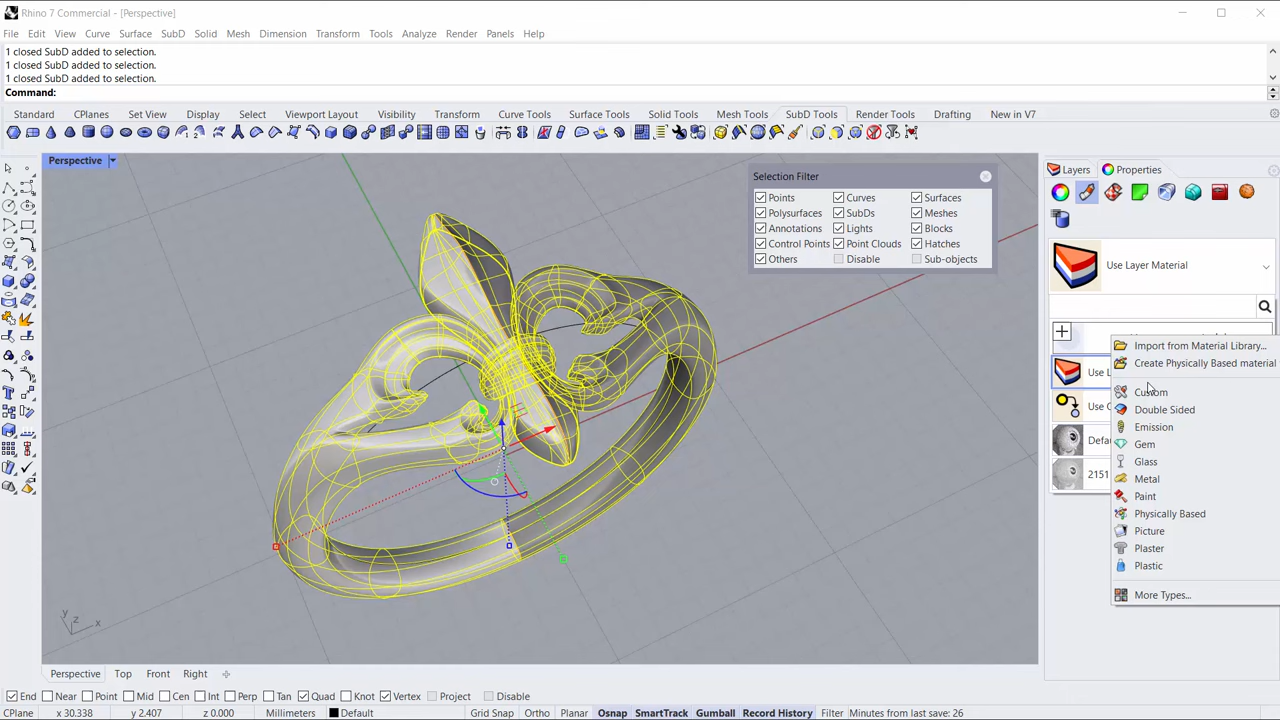 Rhino 7 Commercial - [Perspective]
File Edit View Curve Surface Solid Mesh Dimension Transform Tools Analyze Render Panels Help
1 closed SubD added to selection.
1 closed SubD added to selection.
1 closed SubD added to selection.
Command:
Standard CPlanes Set View Display Select Viewport Layout Visibility Transform Curve Tools Surface Tools Solid Tools Mesh Tools SubD Tools Render Tools Drafting New in V7
Perspective
Selection Filter
Points Curves Surfaces
Polysurfaces SubDs Meshes
Annotations Lights Blocks
Control Points Point Clouds Hatches
Others Disable Sub-objects
Layers Properties
Use Layer Material
Import from Material Library...
Create Physically Based material
Use L
Custom
Use C
Double Sided
Emission
Defa
Gem
Glass
2151
Metal
Paint
Physically Based
Picture
Plaster
Plastic
More Types...
y
z x
Perspective Top Front Right
End Near Point Mid Cen Int Perp Tan Quad Knot Vertex Project Disable
CPlane x 30.338 y 2.407 z 0.000 Millimeters Default Grid Snap Ortho Planar Osnap SmartTrack Gumball Record History Filter Minutes from last save: 26